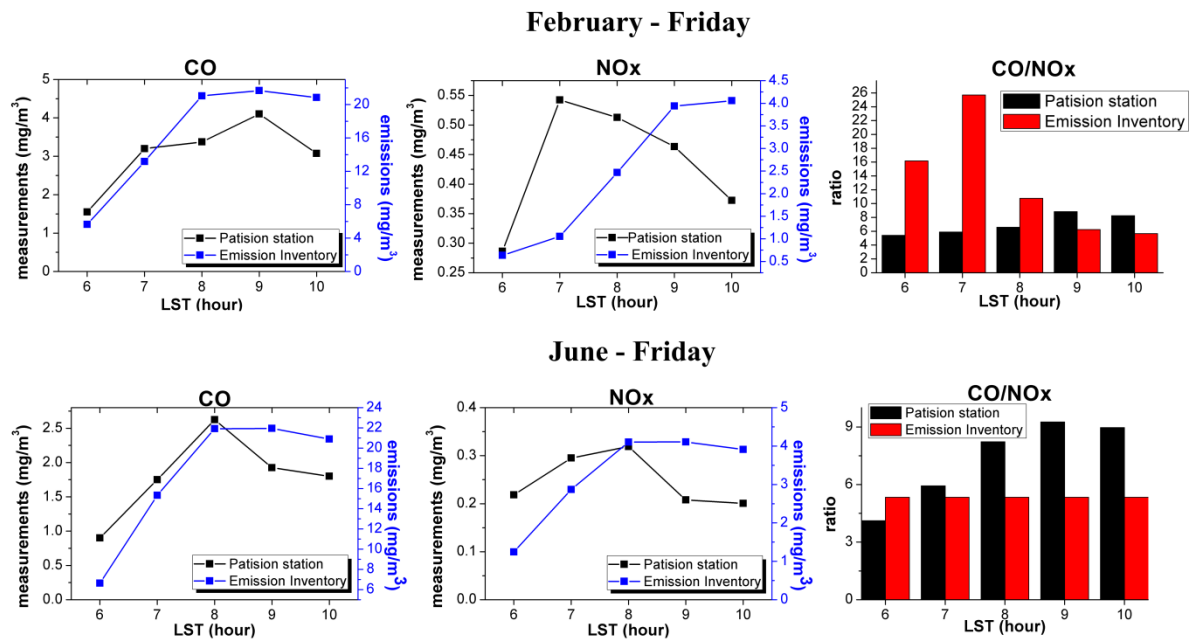 February - Friday
CO
measurements (mg/m³)
5
4
3
2
1
0
20
16
12
8
4
0
emissions (mg/m³)
Patision station
Emission Inventory
6 7 8 9 10
LST (hour)
NOx
measurements (mg/m³)
0.55
0.50
0.45
0.40
0.35
0.30
0.25
4.5
4.0
3.5
3.0
2.5
2.0
1.5
1.0
0.5
emissions (mg/m³)
Patision station
Emission Inventory
6 7 8 9 10
LST (hour)
CO/NOx
ratio
26
24
22
20
18
16
14
12
10
8
6
4
2
0
Patision station
Emission Inventory
6 7 8 9 10
LST (hour)
June - Friday
CO
measurements (mg/m³)
2.5
2.0
1.5
1.0
0.5
0.0
24
22
20
18
16
14
12
10
8
6
emissions (mg/m³)
Patision station
Emission Inventory
6 7 8 9 10
LST (hour)
NOx
measurements (mg/m³)
0.4
0.3
0.2
0.1
0.0
5
4
3
2
1
0
emissions (mg/m³)
Patision station
Emission Inventory
6 7 8 9 10
LST (hour)
CO/NOx
ratio
9
6
3
0
Patision station
Emission Inventory
6 7 8 9 10
LST (hour)